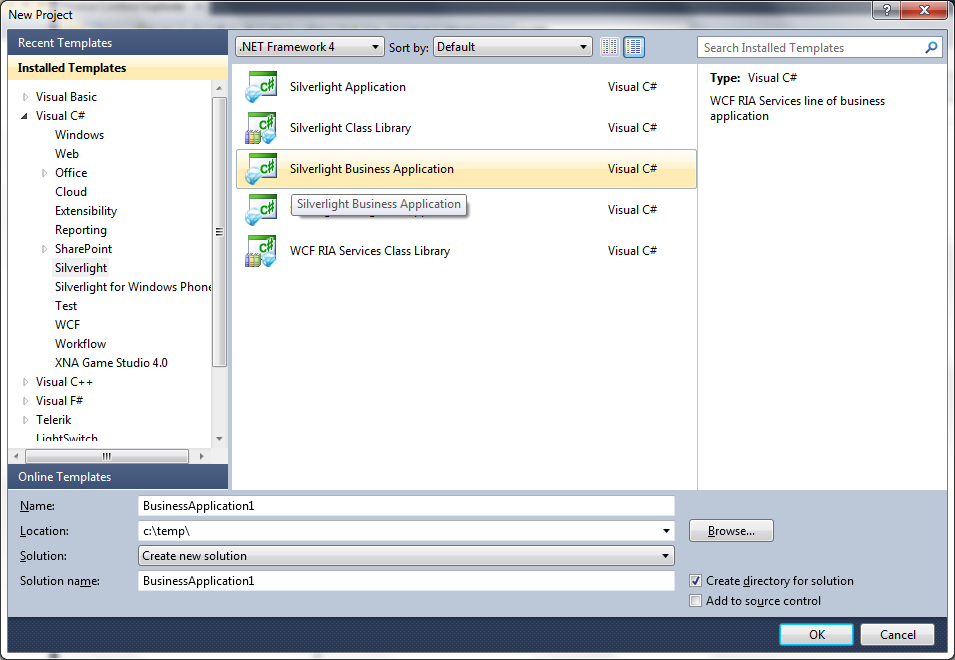 New Project
?
Recent Templates
Installed Templates
Visual Basic
Visual C#
Windows
Web
Office
Cloud
Extensibility
Reporting
SharePoint
Silverlight
Silverlight for Windows Phone
Test
WCF
Workflow
XNA Game Studio 4.0
Visual C++
Visual F#
Telerik
LightSwitch
Online Templates
.NET Framework 4 Sort by: Default
Silverlight Application Visual C#
Silverlight Class Library Visual C#
Silverlight Business Application Visual C#
Silverlight Business Application
Visual C#
WCF RIA Services Class Library Visual C#
Search Installed Templates
Type: Visual C#
WCF RIA Services line of business
application
Name: BusinessApplication1
Location: c:\temp\ Browse...
Solution: Create new solution
Solution name: BusinessApplication1
Create directory for solution
Add to source control
OK Cancel